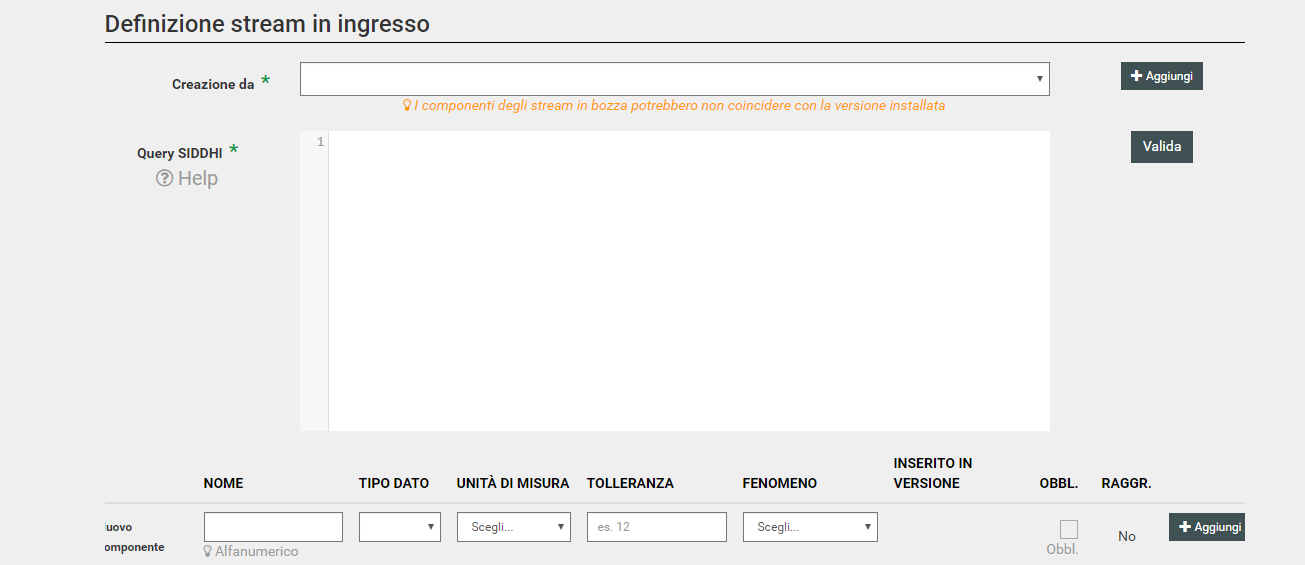 Definizione stream in ingresso
Creazione da *
Aggiungi
I componenti degli stream in bozza potrebbero non coincidere con la versione installata
Query SIDDHI *
1
Valida
Help
NOME TIPO DATO UNITÀ DI MISURA TOLLERANZA FENOMENO INSERITO IN VERSIONE OBBL. RAGGR.
uovo
omponente
Scegli...
es. 12
Scegli...
No
Aggiungi
Alfanumerico
Obbl.